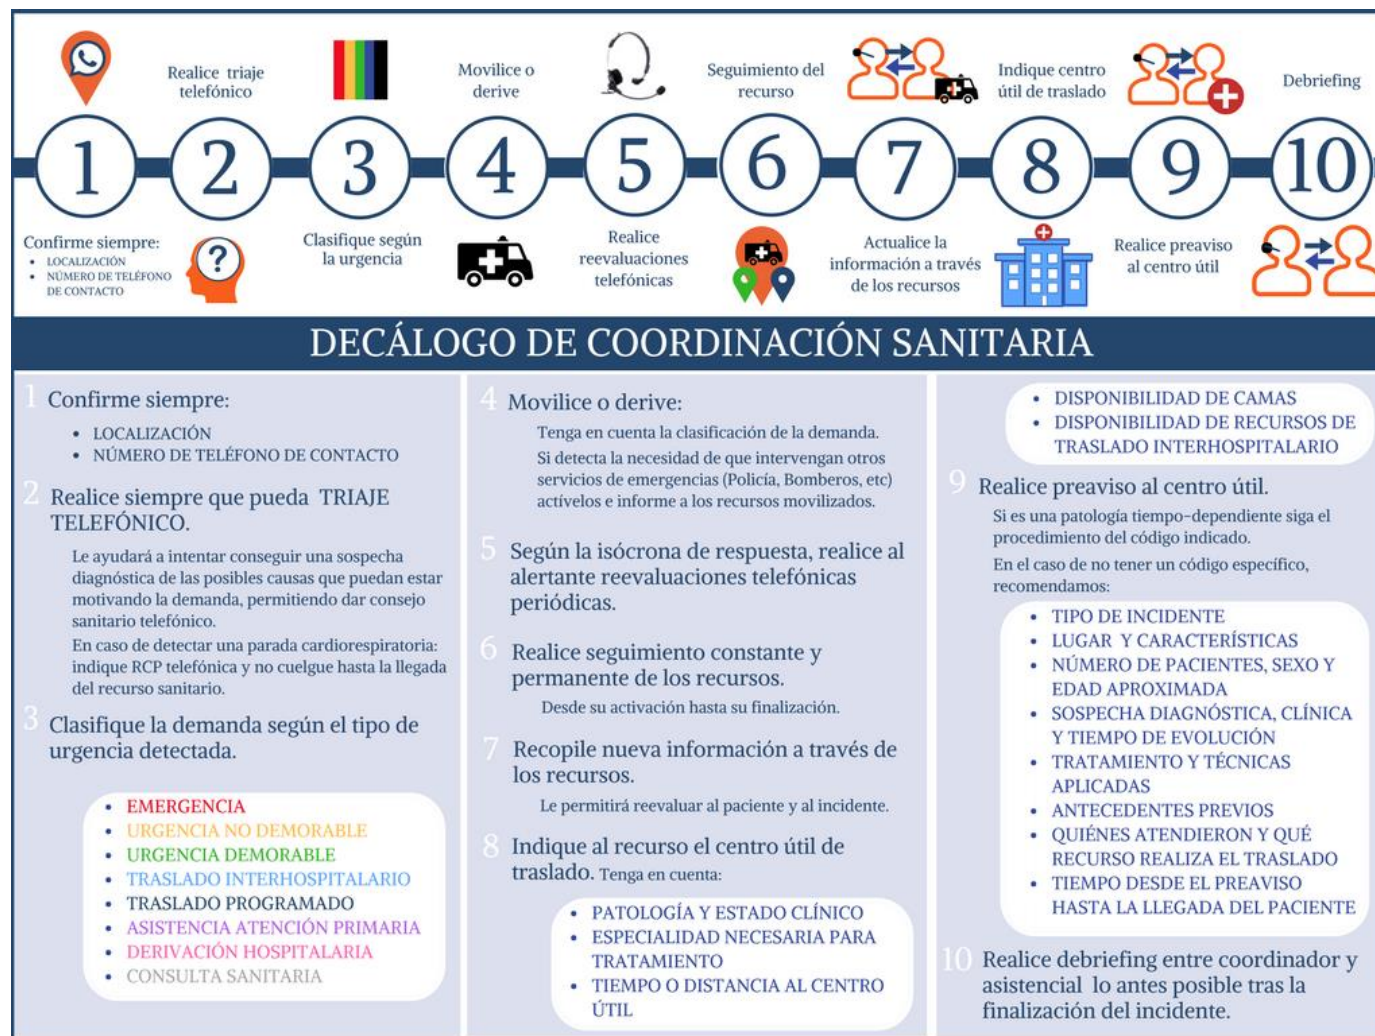 Realice triaje
telefónico
Movilice o
derive
Seguimiento del
recurso
Indique centro
útil de traslado
Debriefing
1
2
3
4
5
6
7
8
9
10
Confirme siempre:
• LOCALIZACIÓN
• NÚMERO DE TELÉFONO
DE CONTACTO
?
Clasifique según
la urgencia
Realice
reevaluaciones
telefónicas
Actualice la
información a través
de los recursos
Realice preaviso
al centro útil
DECÁLOGO DE COORDINACIÓN SANITARIA
1 Confirme siempre:
• LOCALIZACIÓN
• NÚMERO DE TELÉFONO DE CONTACTO
2 Realice siempre que pueda TRIAJE
TELEFÓNICO.
Le ayudará a intentar conseguir una sospecha
diagnóstica de las posibles causas que puedan estar
motivando la demanda, permitiendo dar consejo
sanitario telefónico.
En caso de detectar una parada cardiorespiratoria:
indique RCP telefónica y no cuelgue hasta la llegada
del recurso sanitario.
3 Clasifique la demanda según el tipo de
urgencia detectada.
• EMERGENCIA
• URGENCIA NO DEMORABLE
• URGENCIA DEMORABLE
• TRASLADO INTERHOSPITALARIO
• TRASLADO PROGRAMADO
• ASISTENCIA ATENCIÓN PRIMARIA
• DERIVACIÓN HOSPITALARIA
• CONSULTA SANITARIA
4 Movilice o derive:
Tenga en cuenta la clasificación de la demanda.
Si detecta la necesidad de que intervengan otros
servicios de emergencias (Policía, Bomberos, etc)
actívelos e informe a los recursos movilizados.
5 Según la isócrona de respuesta, realice al
alertante reevaluaciones telefónicas
periódicas.
6 Realice seguimiento constante y
permanente de los recursos.
Desde su activación hasta su finalización.
7 Recopile nueva información a través de
los recursos.
Le permitirá reevaluar al paciente y al incidente.
8 Indique al recurso el centro útil de
traslado. Tenga en cuenta:
• PATOLOGÍA Y ESTADO CLÍNICO
• ESPECIALIDAD NECESARIA PARA
TRATAMIENTO
• TIEMPO O DISTANCIA AL CENTRO
ÚTIL
• DISPONIBILIDAD DE CAMAS
• DISPONIBILIDAD DE RECURSOS DE
TRASLADO INTERHOSPITALARIO
9 Realice preaviso al centro útil.
Si es una patología tiempo-dependiente siga el
procedimiento del código indicado.
En el caso de no tener un código específico,
recomendamos:
• TIPO DE INCIDENTE
• LUGAR Y CARACTERÍSTICAS
• NÚMERO DE PACIENTES, SEXO Y
EDAD APROXIMADA
• SOSPECHA DIAGNÓSTICA, CLÍNICA
Y TIEMPO DE EVOLUCIÓN
• TRATAMIENTO Y TÉCNICAS
APLICADAS
• ANTECEDENTES PREVIOS
• QUIÉNES ATENDIERON Y QUÉ
RECURSO REALIZA EL TRASLADO
• TIEMPO DESDE EL PREAVISO
HASTA LA LLEGADA DEL PACIENTE
10 Realice debriefing entre coordinador y
asistencial lo antes posible tras la
finalización del incidente.